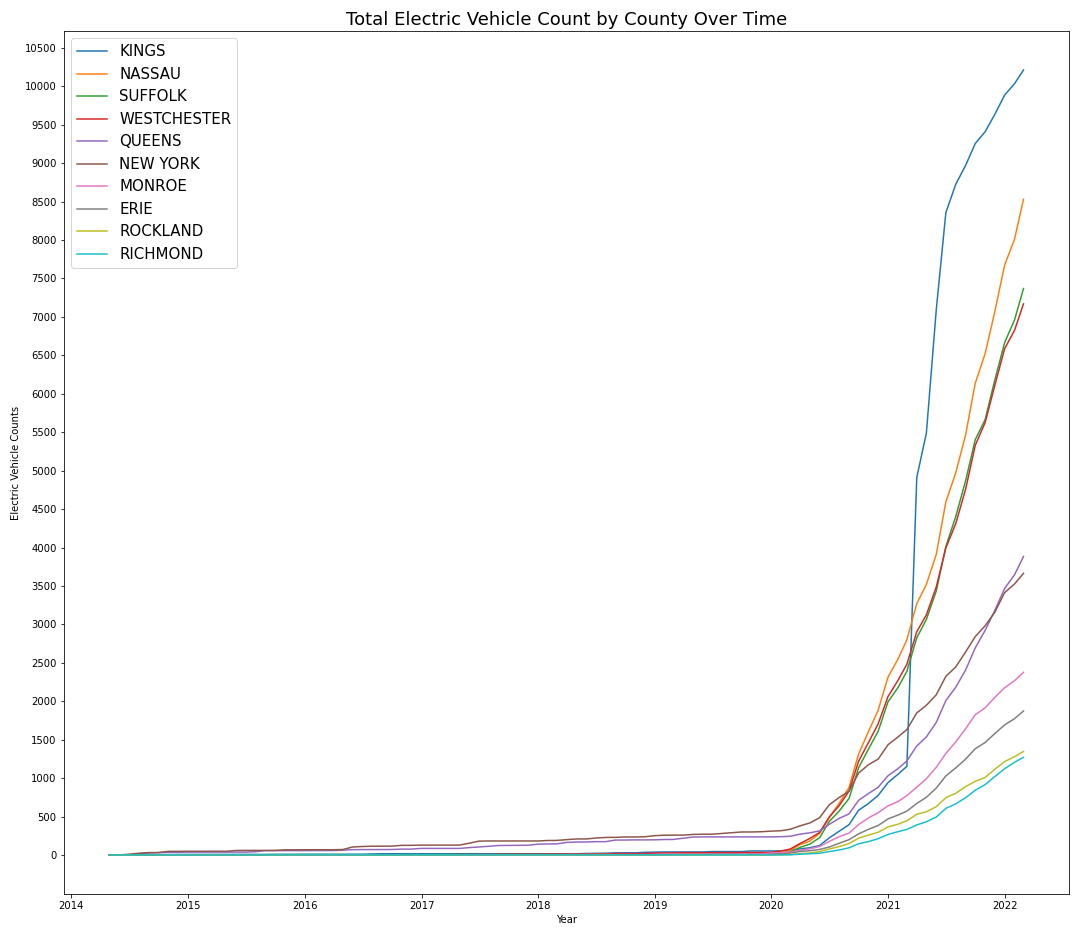 Total Electric Vehicle Count by County Over Time
KINGS
NASSAU
SUFFOLK
WESTCHESTER
QUEENS
NEW YORK
MONROE
ERIE
ROCKLAND
RICHMOND
10500
10000
9500
9000
8500
8000
7500
7000
6500
6000
5500
5000
4500
4000
3500
3000
2500
2000
1500
1000
500
0
Electric Vehicle Counts
2014 2015 2016 2017 2018 2019 2020 2021 2022
Year